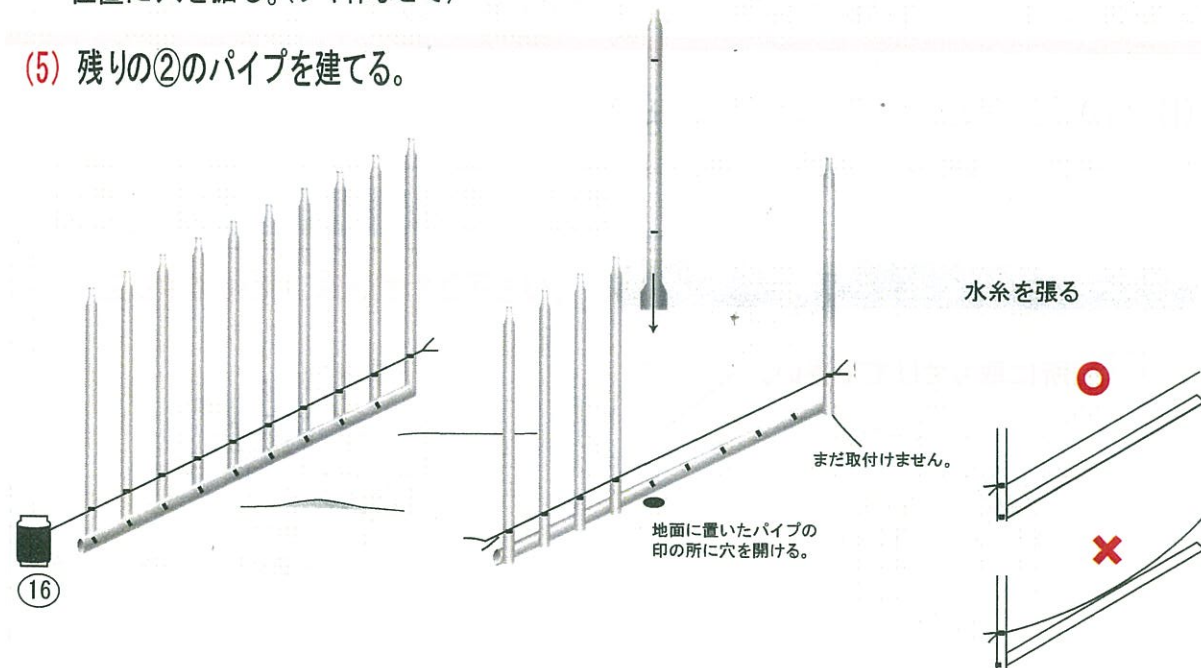 (5) 残りの②のパイプを建てる。
水糸を張る
まだ取付けません。
地面に置いたパイプの
印の所に穴を開ける。
⑯